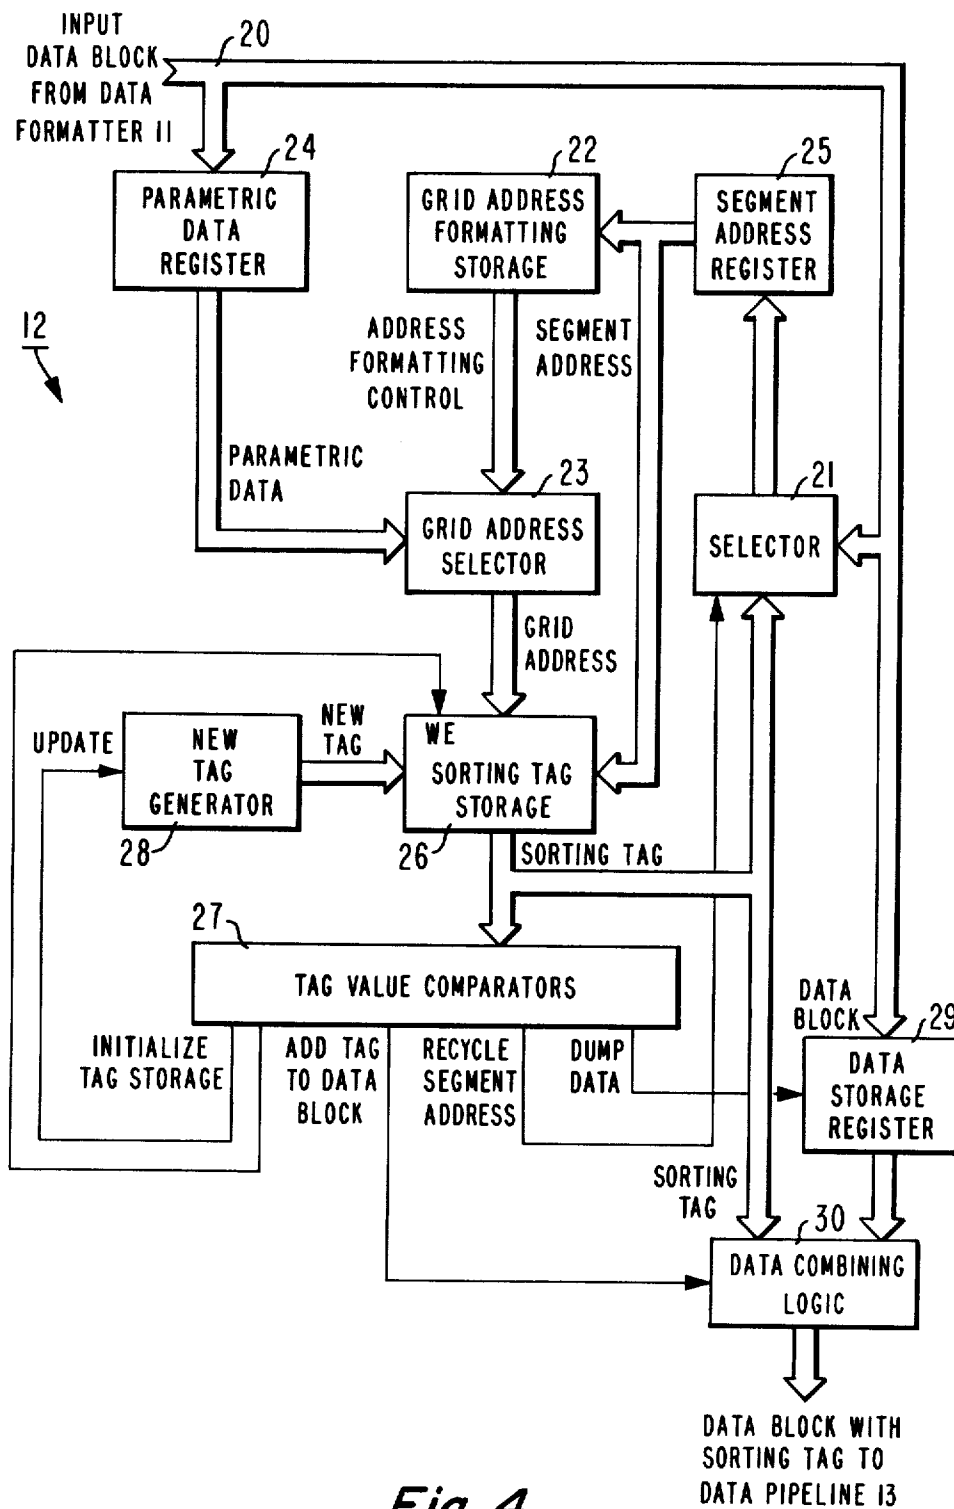 INPUT
DATA BLOCK
FROM DATA
FORMATTER 11
20
24
PARAMETRIC
DATA
REGISTER
22
GRID ADDRESS
FORMATTING
STORAGE
25
SEGMENT
ADDRESS
REGISTER
12
ADDRESS
FORMATTING
CONTROL
SEGMENT
ADDRESS
PARAMETRIC
DATA
23
GRID ADDRESS
SELECTOR
21
SELECTOR
GRID
ADDRESS
UPDATE
NEW
TAG
GENERATOR
28
NEW
TAG
WE
SORTING TAG
STORAGE
26
SORTING TAG
27
TAG VALUE COMPARATORS
INITIALIZE
TAG STORAGE
ADD TAG
TO DATA
BLOCK
RECYCLE
SEGMENT
ADDRESS
DUMP
DATA
DATA
BLOCK
29
DATA
STORAGE
REGISTER
SORTING
TAG
30
DATA COMBINING
LOGIC
DATA BLOCK WITH
SORTING TAG TO
DATA PIPELINE 13
Fig. 4